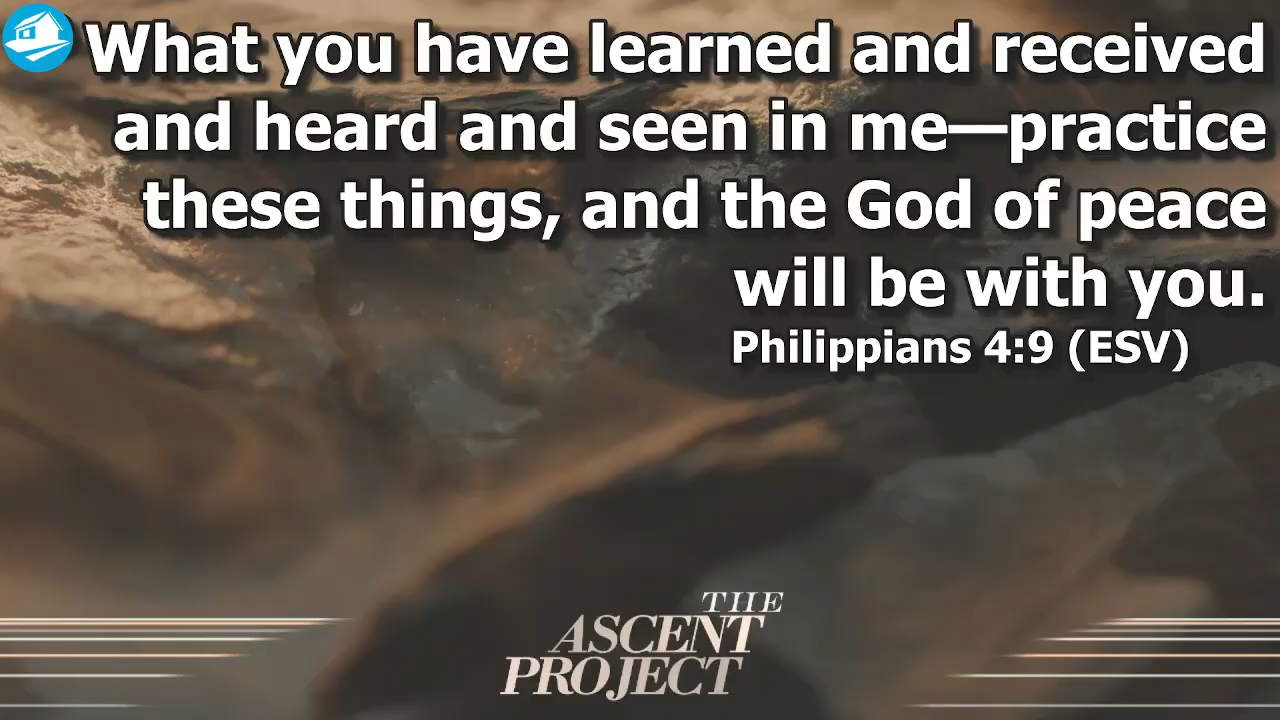 What you have learned and received
and heard and seen in me—practice
these things, and the God of peace
will be with you.
Philippians 4:9 (ESV)
THE
ASCENT
PROJECT